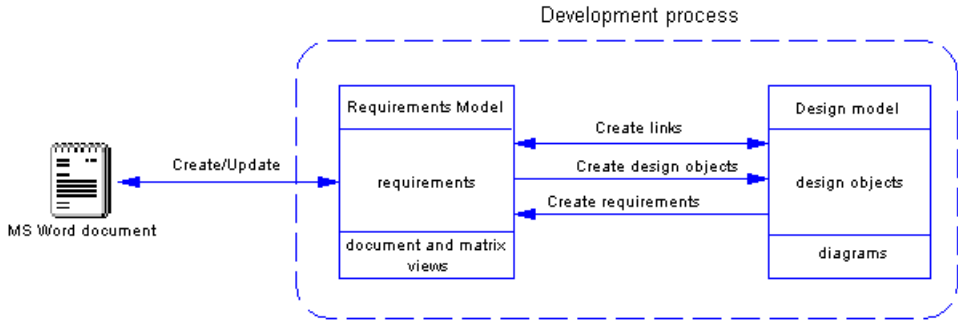 Development process
Requirements Model
Design model
Create links
Create/Update
Create design objects
requirements
design objects
Create requirements
MS Word document
document and matrix
views
diagrams